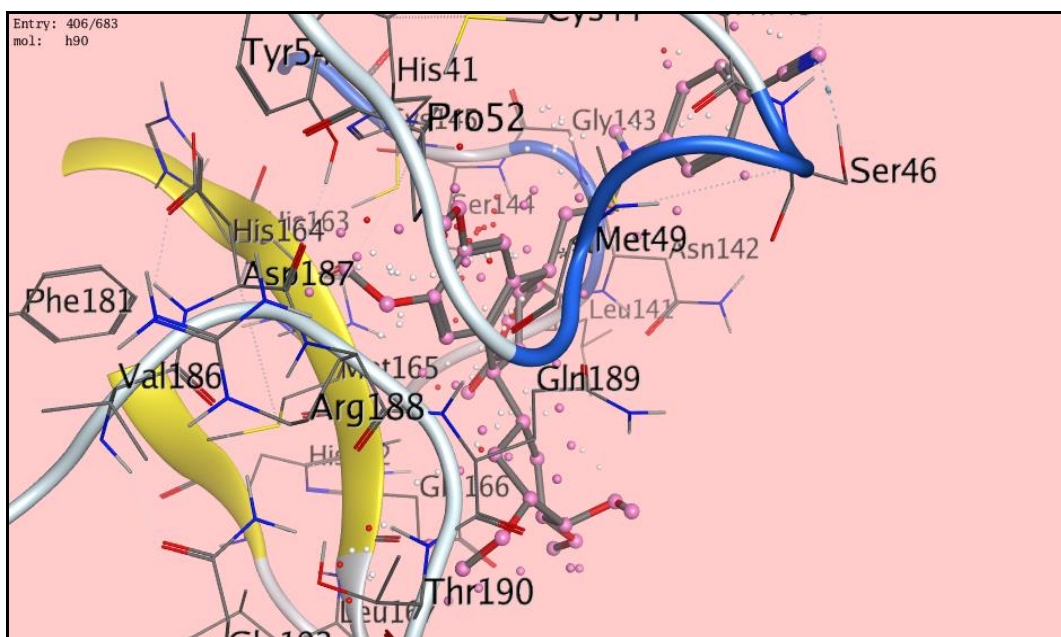 Entry: 406/683
mol: h90
Tyr54
His41
Pro52
Gly143
Ser46
Ser144
His164
Met49
Asn142
Asp187
Phe181
Leu141
Val186
Met165
Gln189
Arg188
Thr190